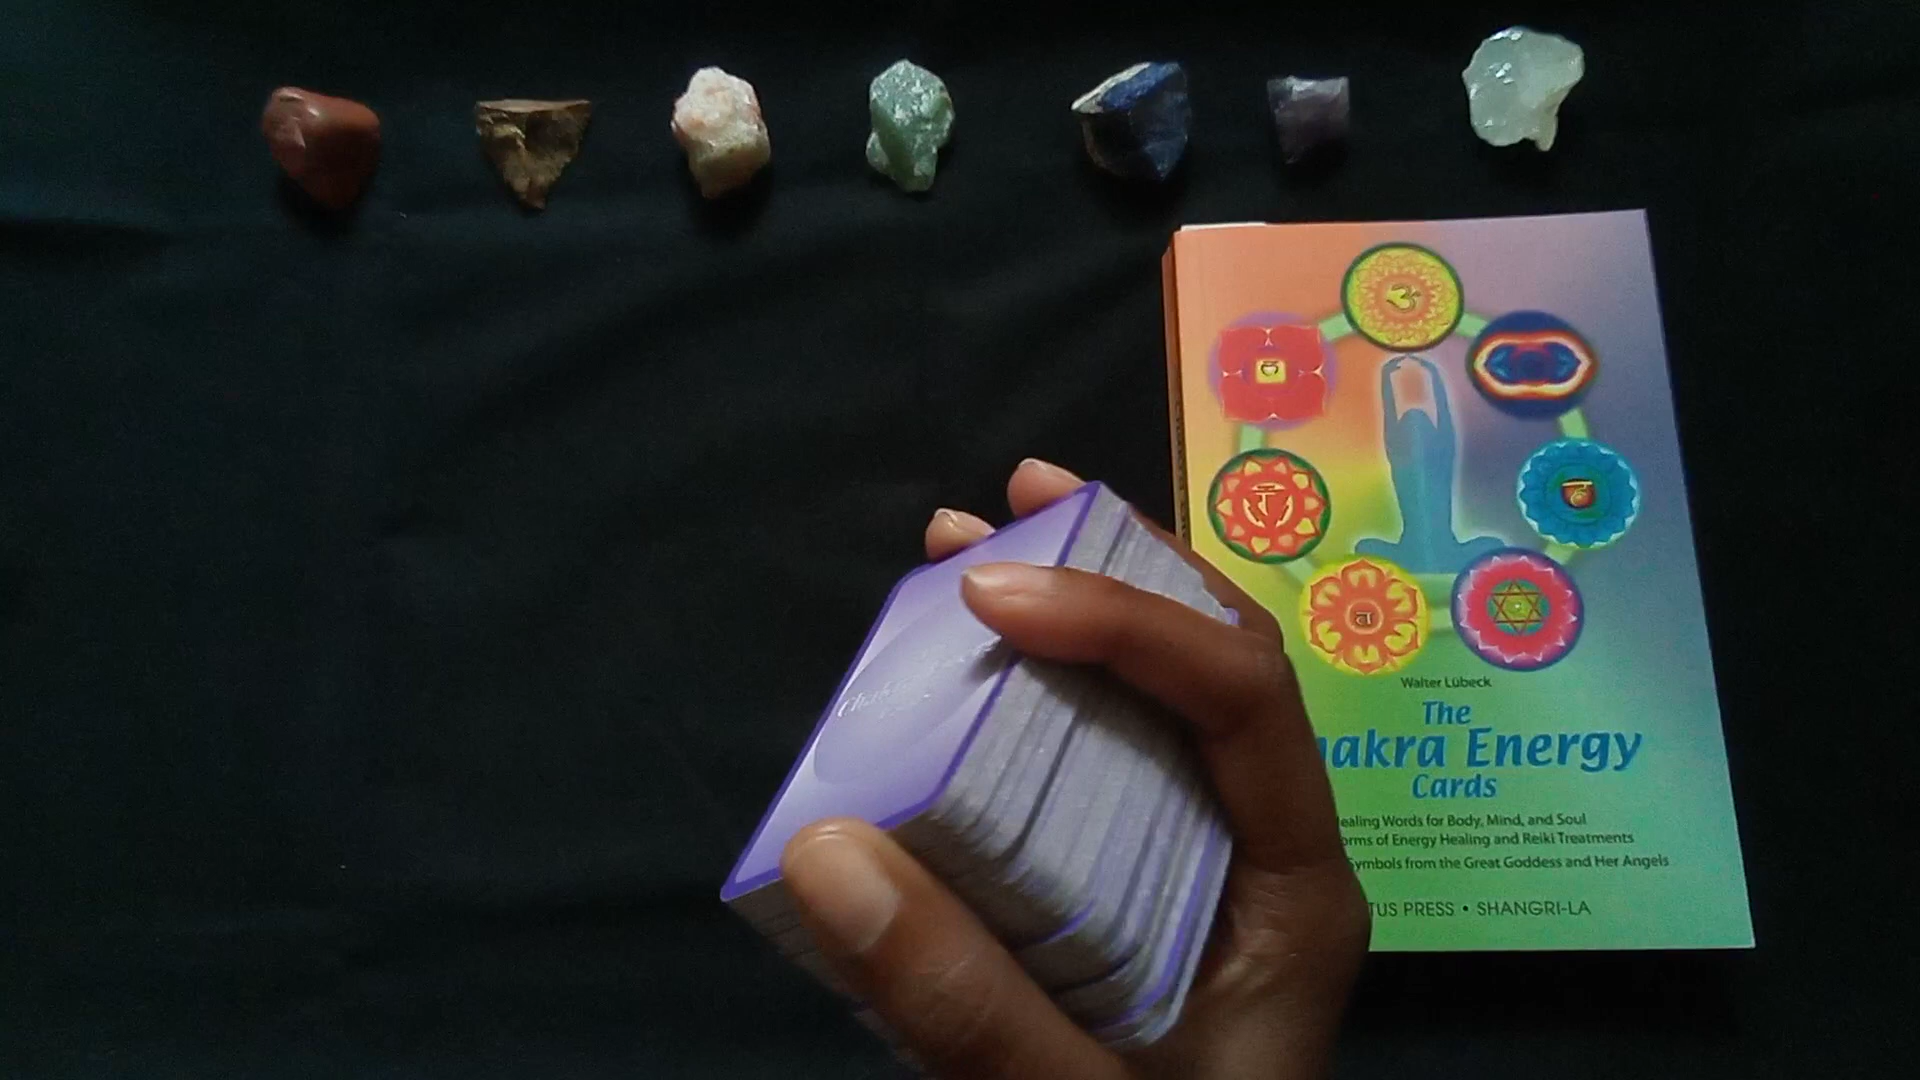 Walter Lübeck
The
hakra Energy
Cards
ealing Words for Body, Mind, and Soul
orms of Energy Healing and Reiki Treatments
Symbols from the Great Goddess and Her Angels
TUS PRESS • SHANGRI-LA